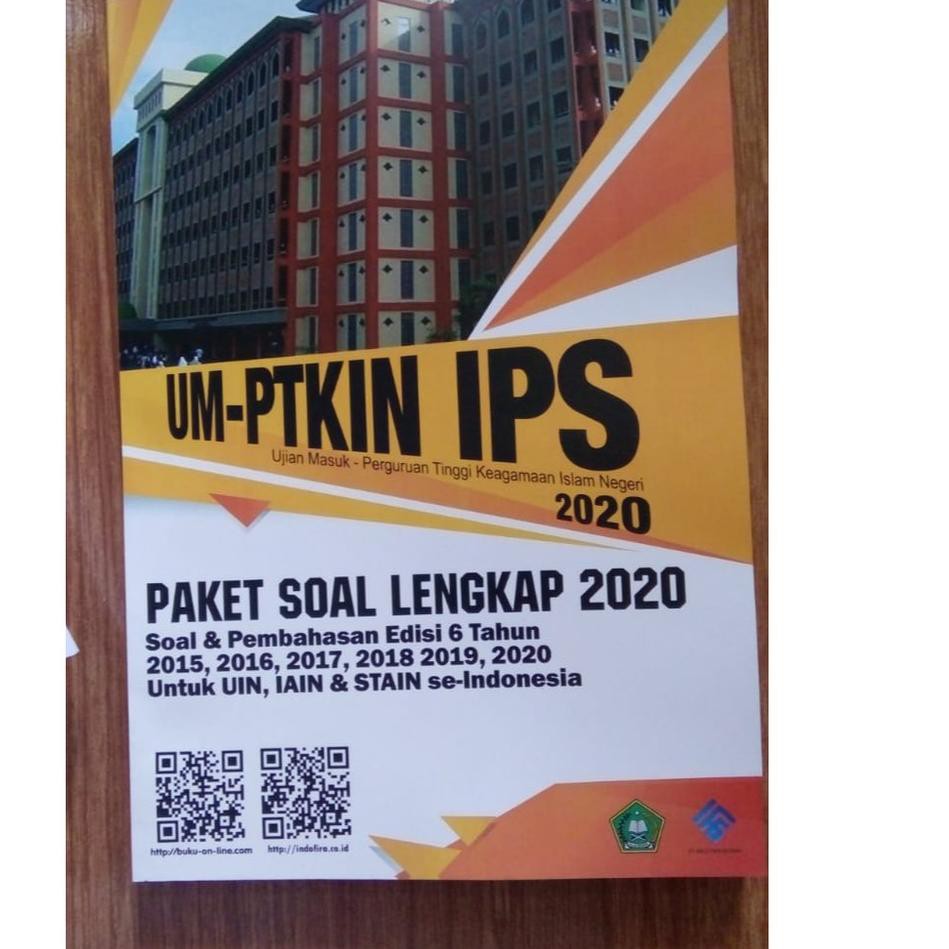 UM-PTKIN IPS
Ujian Masuk - Perguruan Tinggi Keagamaan Islam Negeri
2020
PAKET SOAL LENGKAP 2020
Soal & Pembahasan Edisi 6 Tahun
2015, 2016, 2017, 2018 2019, 2020
Untuk UIN, IAIN & STAIN se-Indonesia
http://buku-on-line.com http://indofire.co.id